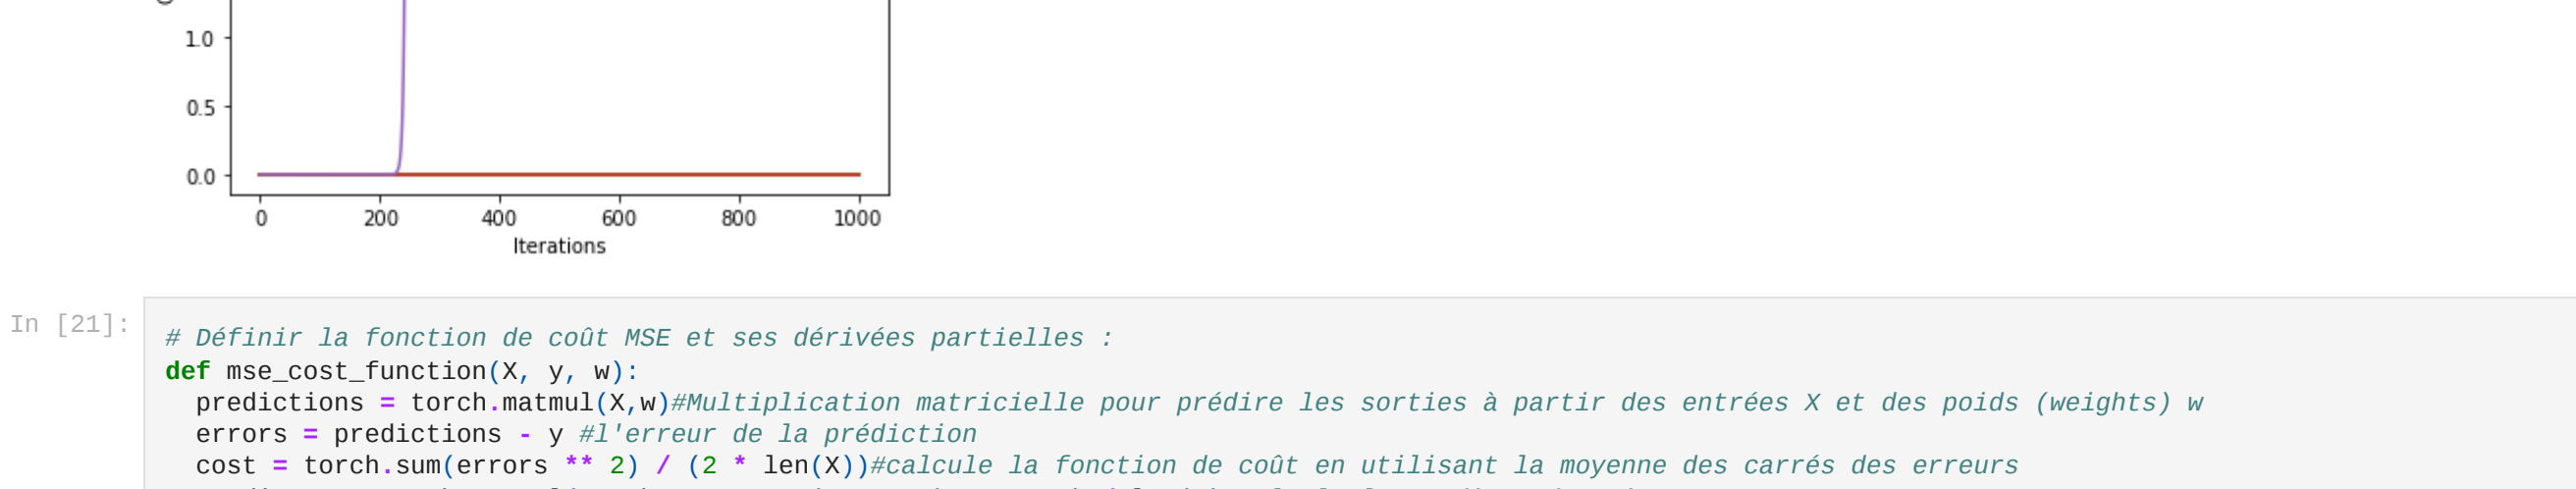 1.0
0.5
0.0
0 200 400 600 800 1000
Iterations
In [21]:
# Définir la fonction de coût MSE et ses dérivées partielles :
def mse_cost_function(X, y, w):
predictions = torch.matmul(X,w)#Multiplication matricielle pour prédire les sorties à partir des entrées X et des poids (weights) w
errors = predictions - y #l'erreur de la prédiction
cost = torch.sum(errors ** 2) / (2 * len(X))#calcule la fonction de coût en utilisant la moyenne des carrés des erreurs